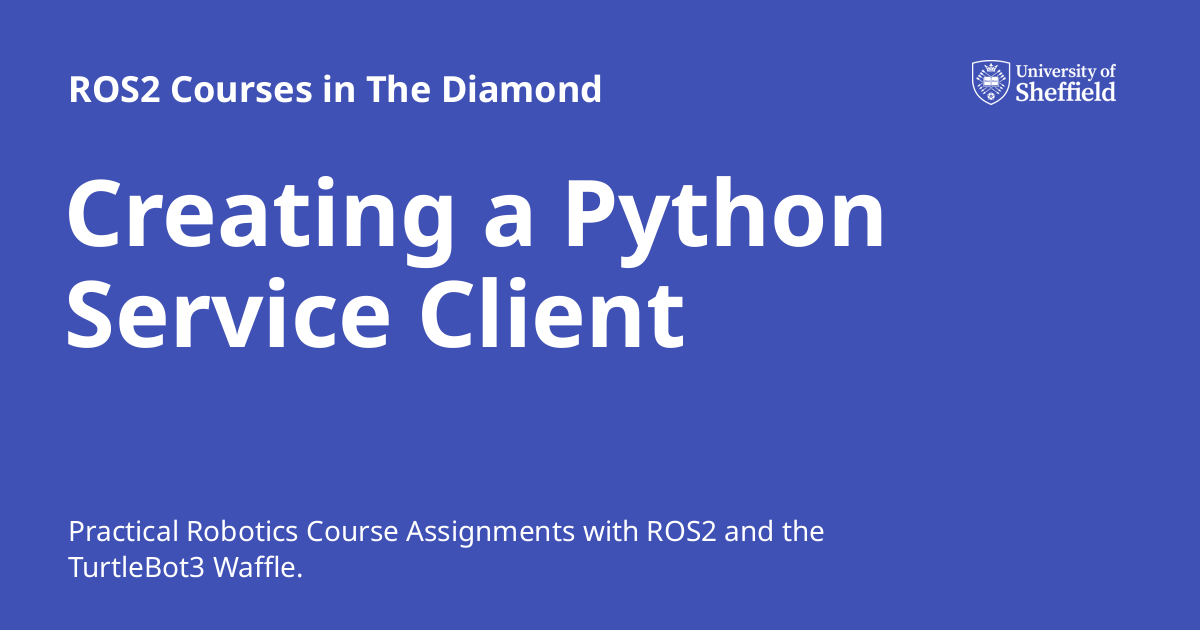 ROS2 Courses in The Diamond
University of
Sheffield
Creating a Python
Service Client
Practical Robotics Course Assignments with ROS2 and the
TurtleBot3 Waffle.